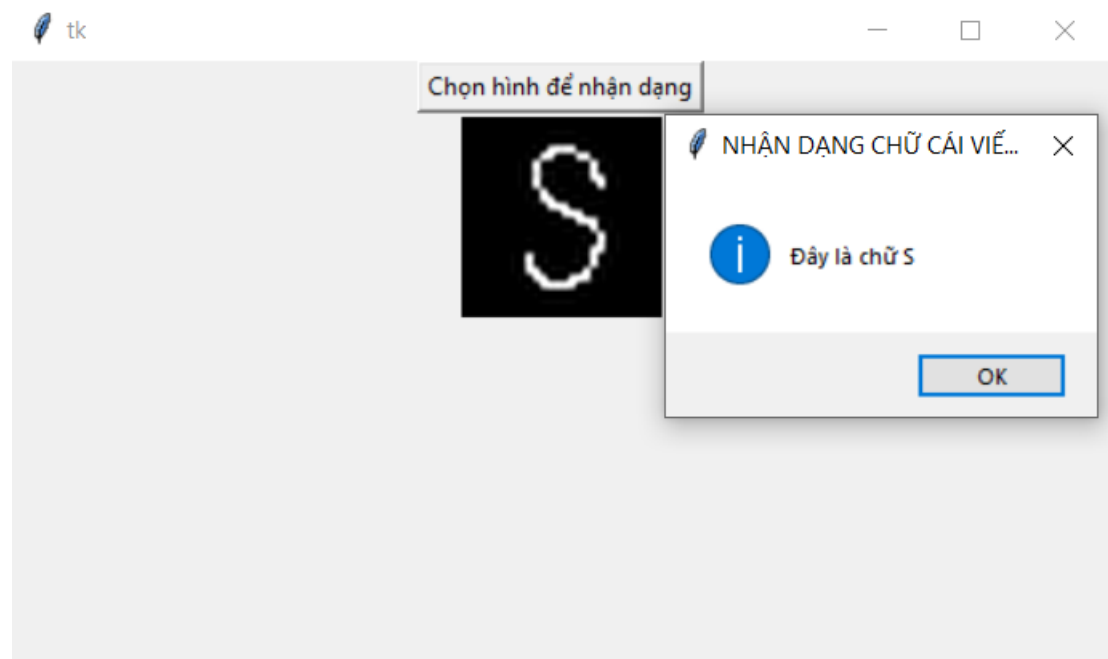 tk
Chọn hình để nhận dạng
S
NHẬN DẠNG CHỮ CÁI VIẾ...
Đây là chữ S
OK